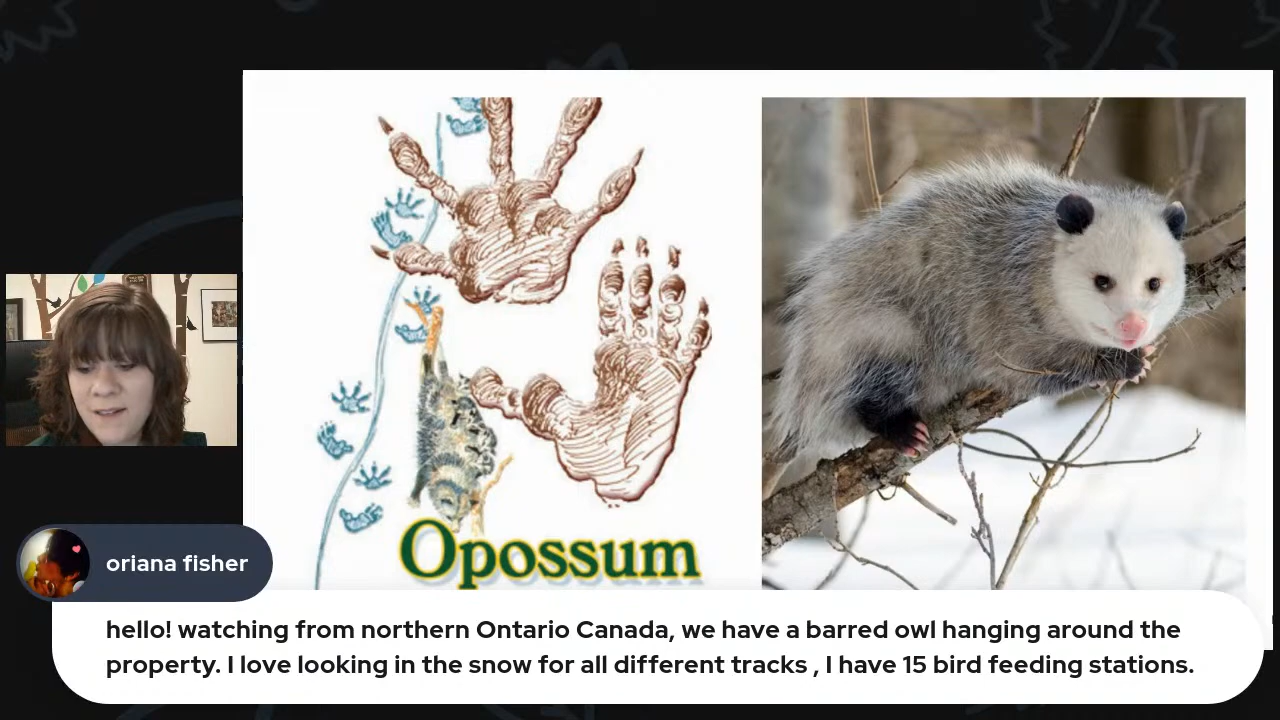 Opossum
oriana fisher
hello! watching from northern Ontario Canada, we have a barred owl hanging around the
property. I love looking in the snow for all different tracks , I have 15 bird feeding stations.